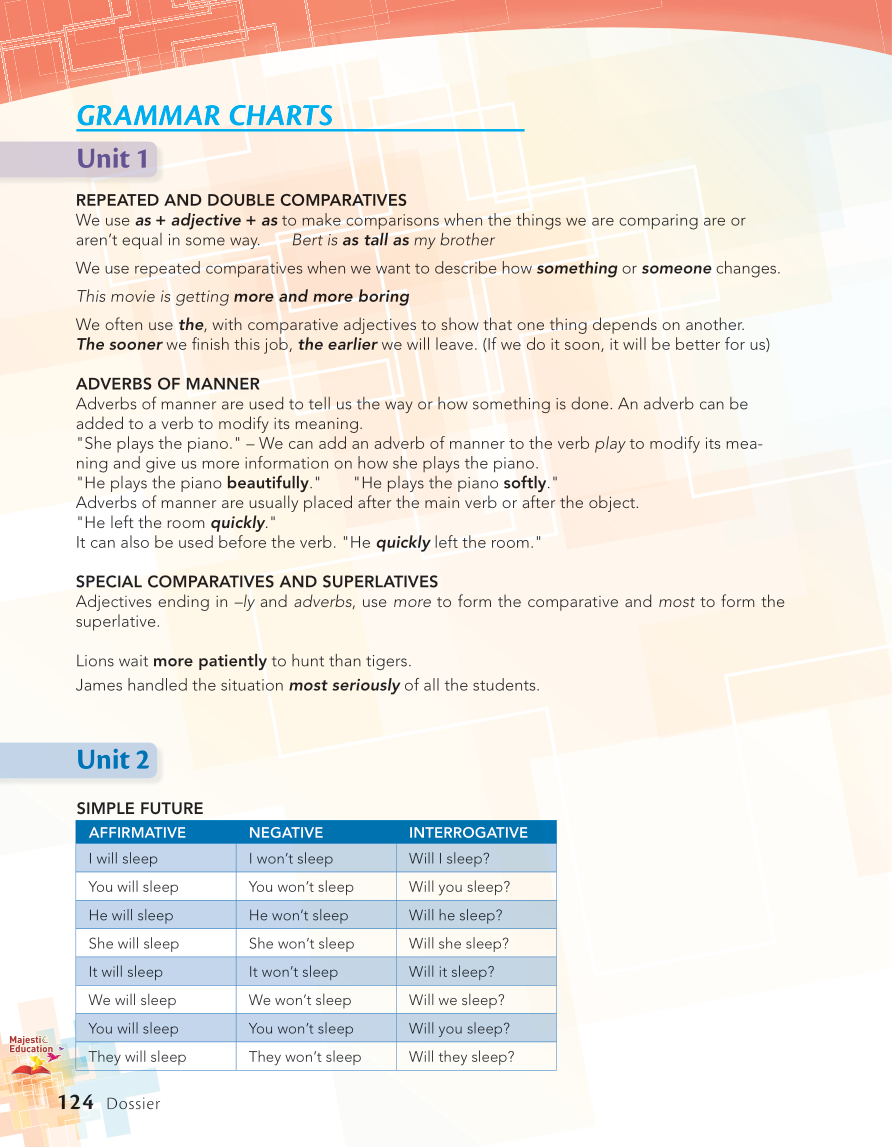 GRAMMAR CHARTS
Unit 1
REPEATED AND DOUBLE COMPARATIVES
We use as + adjective + as to make comparisons when the things we are comparing are or
aren’t equal in some way. Bert is as tall as my brother
We use repeated comparatives when we want to describe how something or someone changes.
This movie is getting more and more boring
We often use the, with comparative adjectives to show that one thing depends on another.
The sooner we finish this job, the earlier we will leave. (If we do it soon, it will be better for us)
ADVERBS OF MANNER
Adverbs of manner are used to tell us the way or how something is done. An adverb can be
added to a verb to modify its meaning.
"She plays the piano." – We can add an adverb of manner to the verb play to modify its mea-
ning and give us more information on how she plays the piano.
"He plays the piano beautifully." "He plays the piano softly."
Adverbs of manner are usually placed after the main verb or after the object.
"He left the room quickly."
It can also be used before the verb. "He quickly left the room."
SPECIAL COMPARATIVES AND SUPERLATIVES
Adjectives ending in –ly and adverbs, use more to form the comparative and most to form the
superlative.
Lions wait more patiently to hunt than tigers.
James handled the situation most seriously of all the students.
Unit 2
SIMPLE FUTURE
AFFIRMATIVE NEGATIVE INTERROGATIVE
I will sleep I won’t sleep Will I sleep?
You will sleep You won’t sleep Will you sleep?
He will sleep He won’t sleep Will he sleep?
She will sleep She won’t sleep Will she sleep?
It will sleep It won’t sleep Will it sleep?
We will sleep We won’t sleep Will we sleep?
You will sleep You won’t sleep Will you sleep?
They will sleep They won’t sleep Will they sleep?
Majestic
Education
124 Dossier